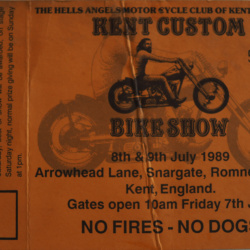 THE HELLS ANGELS MOTOR CYCLE CLUB OF KENT
KENT CUSTOM
BIKE SHOW
8th & 9th July 1989
Arrowhead Lane, Snargate, Romne
Kent, England.
Gates open 10am Friday 7th J
NO FIRES - NO DOG
Saturday night, normal prize giving will be on Sunday
at 1pm.